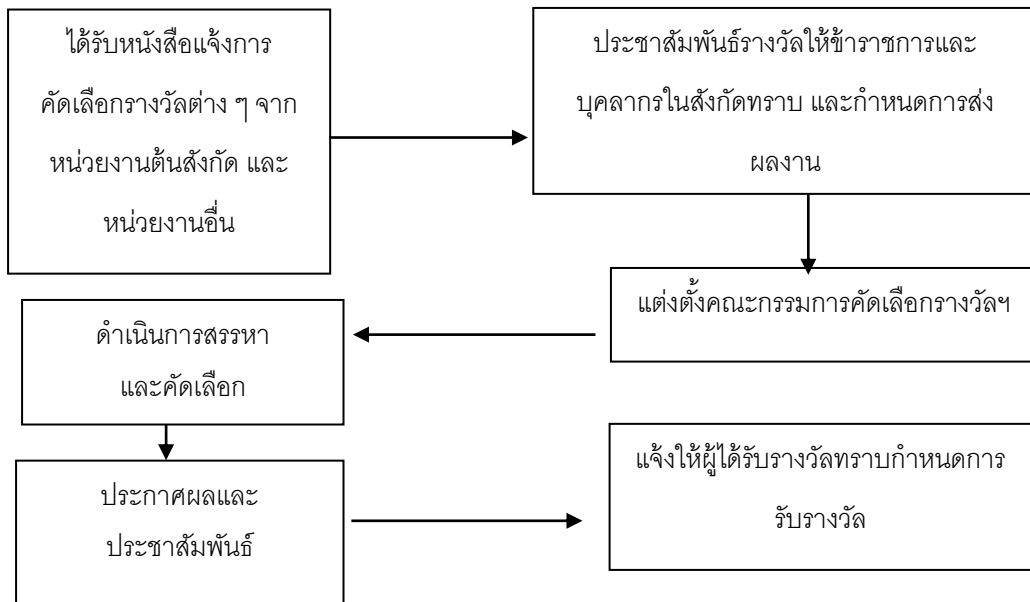 ได้รับหนังสือแจ้งการ
คัดเลือกรางวัลต่าง ๆ จาก
หน่วยงานต้นสังกัด และ
หน่วยงานอื่น
ประชาสัมพันธ์รางวัลให้ข้าราชการและ
บุคลากรในสังกัดทราบ และกำหนดการส่ง
ผลงาน
แต่งตั้งคณะกรรมการคัดเลือกรางวัลฯ
ดำเนินการสรรหา
และคัดเลือก
ประกาศผลและ
ประชาสัมพันธ์
แจ้งให้ผู้ได้รับรางวัลทราบกำหนดการ
รับรางวัล